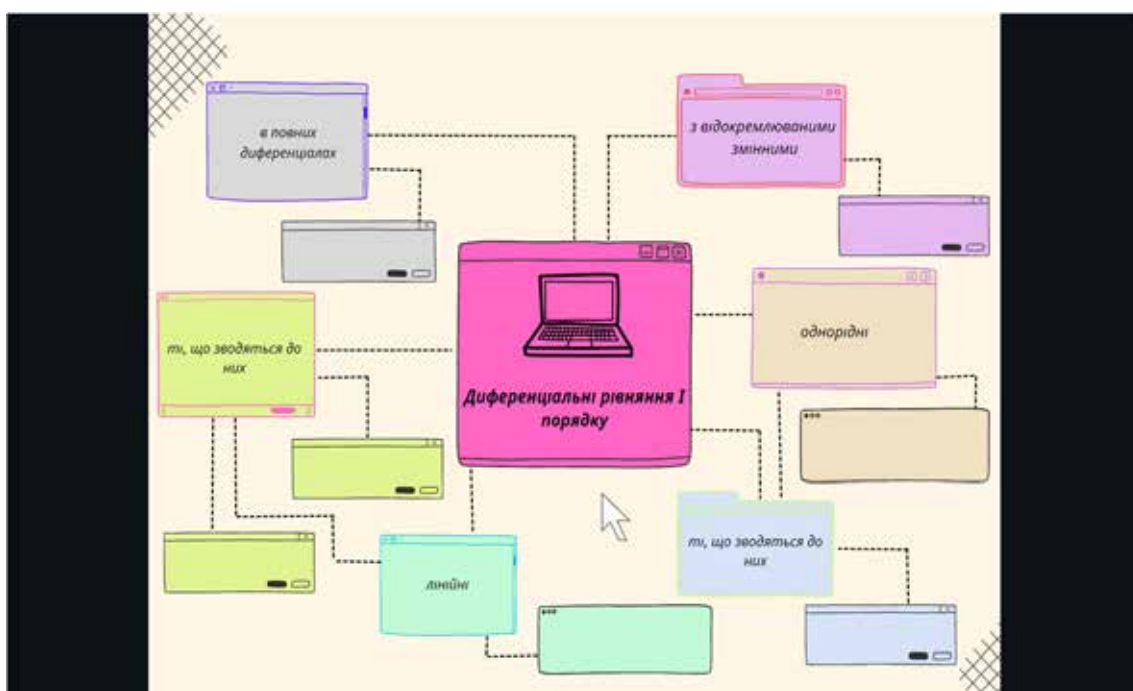 в повних
диференціалах
з відокремлюваними
змінними
ті, що зводяться до
них
однорідні
Диференціальні рівняння І
порядку
лінійні
ті, що зводяться до
них